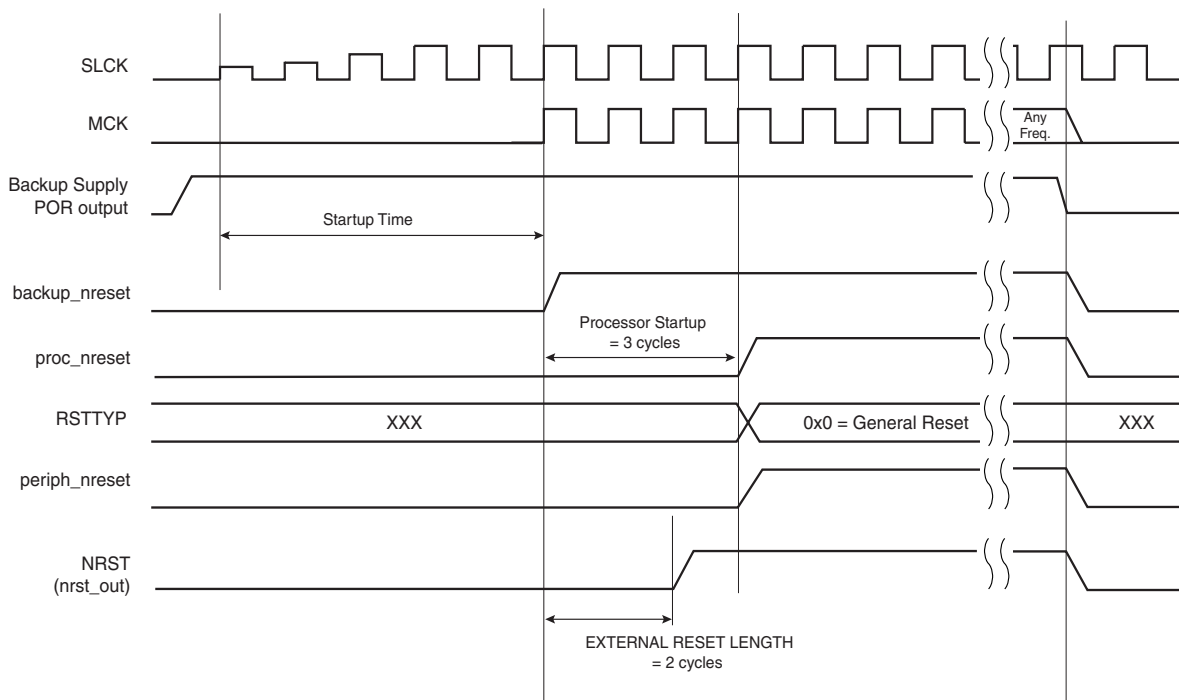 SLCK
MCK
Any
Freq.
Backup Supply
POR output
Startup Time
backup_nreset
Processor Startup
= 3 cycles
proc_nreset
RSTTYP
XXX
0x0 = General Reset
XXX
periph_nreset
NRST
(nrst_out)
EXTERNAL RESET LENGTH
= 2 cycles